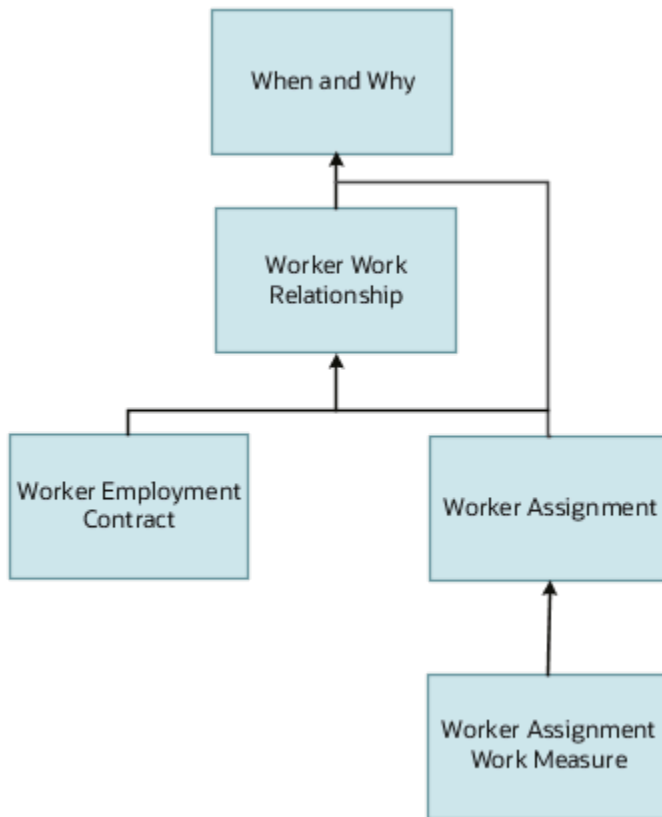 When and Why
Worker Work
Relationship
Worker Employment
Contract
Worker Assignment
Worker Assignment
Work Measure